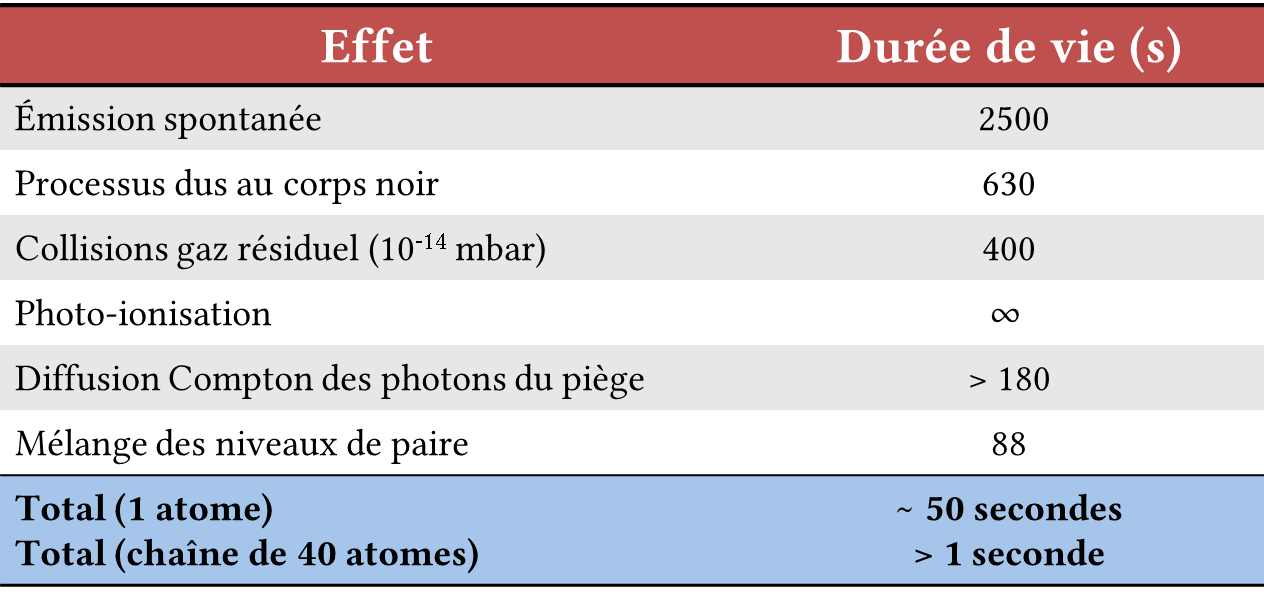 Effet Durée de vie (s)
Émission spontanée 2500
Processus dus au corps noir 630
Collisions gaz résiduel (10⁻¹⁴ mbar) 400
Photo-ionisation ∞
Diffusion Compton des photons du piège > 180
Mélange des niveaux de paire 88
Total (1 atome) ~ 50 secondes
Total (chaîne de 40 atomes) > 1 seconde